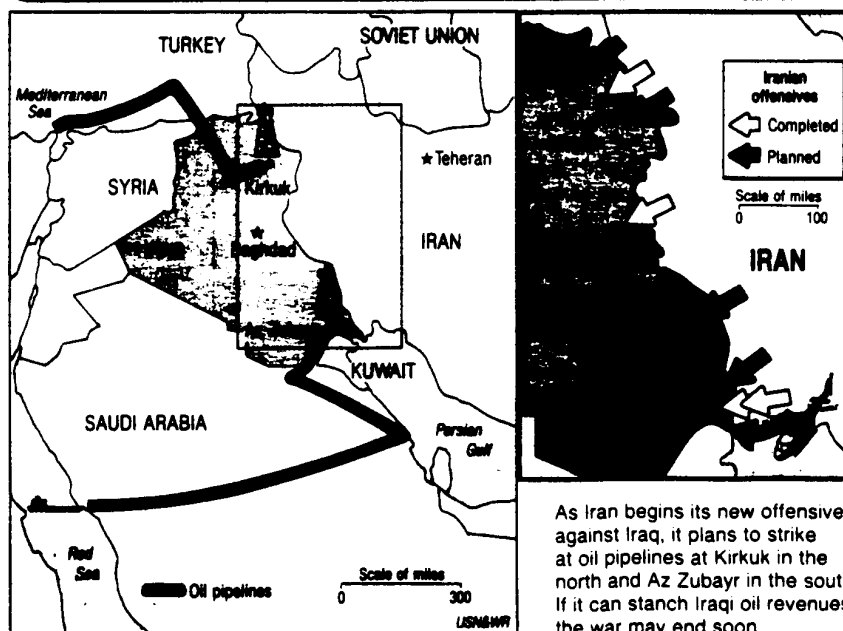 TURKEY
SOVIET UNION
Mediterranean
Sea
SYRIA
Kirkuk
Teheran
Baghdad
IRAN
KUWAIT
SAUDI ARABIA
Persian
Gulf
Red
Sea
Oil pipelines
Scale of miles
0 300
USN&WR
Iranian
offensives
Completed
Planned
Scale of miles
0 100
IRAN
As Iran begins its new offensive
against Iraq, it plans to strike
at oil pipelines at Kirkuk in the
north and Az Zubayr in the sout
If it can stanch Iraqi oil revenues
the war may end soon